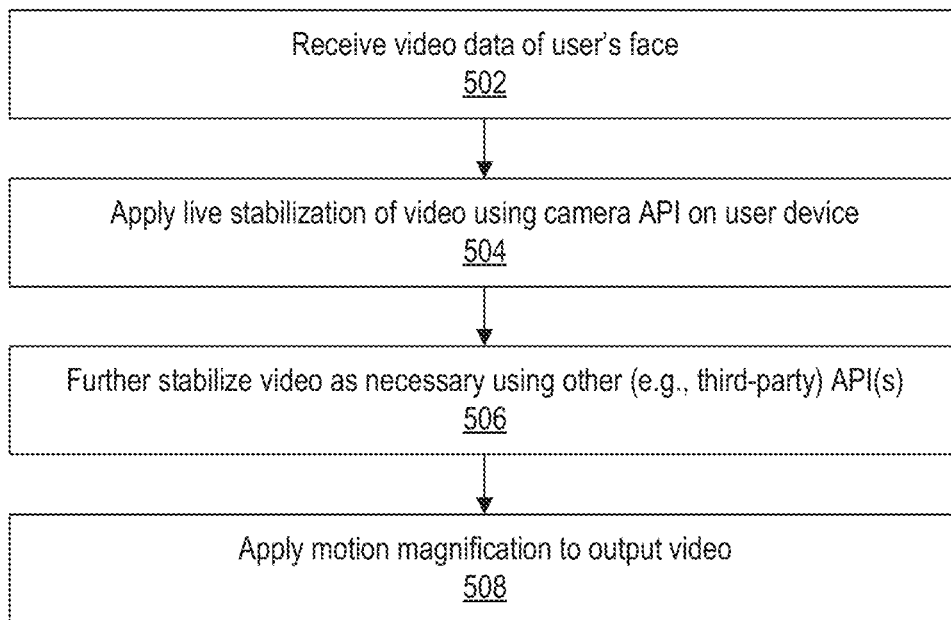 Receive video data of user's face
502
Apply live stabilization of video using camera API on user device
504
Further stabilize video as necessary using other (e.g., third-party) API(s)
506
Apply motion magnification to output video
508